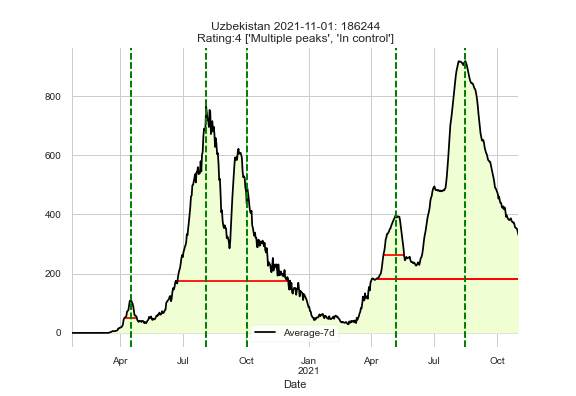 Uzbekistan 2021-11-01: 186244
Rating:4 ['Multiple peaks', 'In control']
800
600
400
200
0
Average-7d
Apr Jul Oct Jan Apr Jul Oct
2021
Date